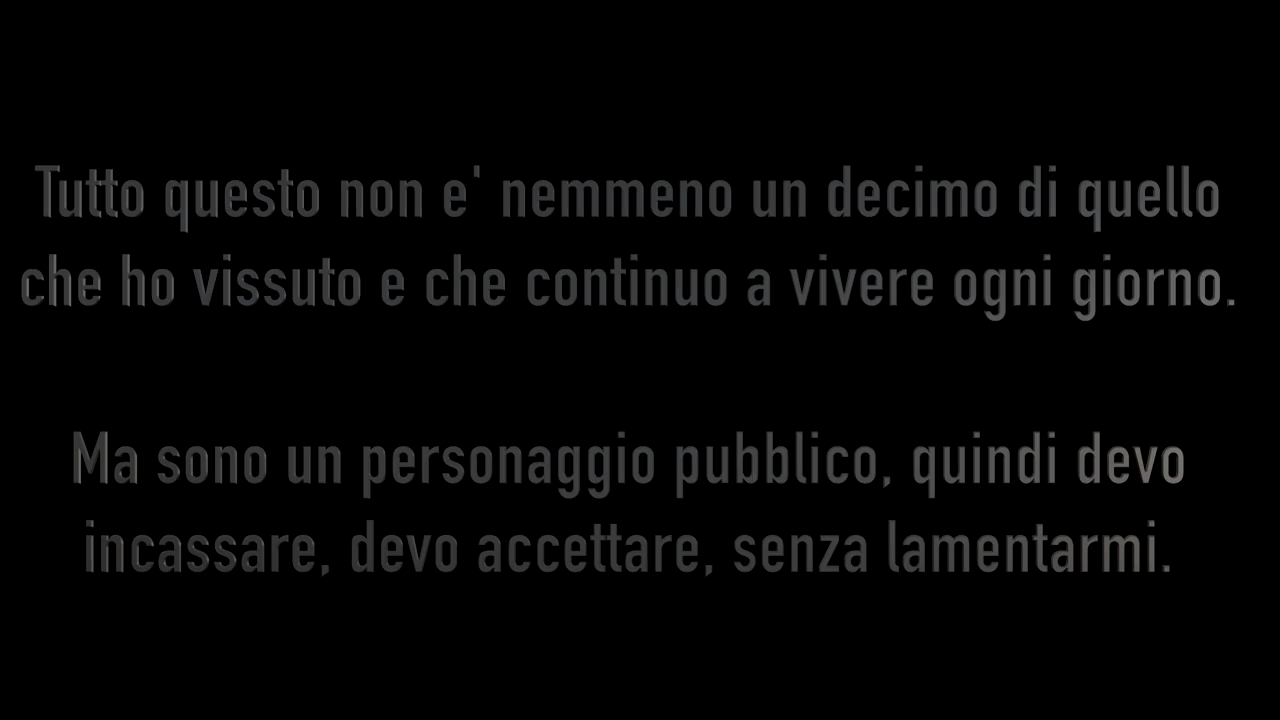 Tutto questo non e' nemmeno un decimo di quello
che ho vissuto e che continuo a vivere ogni giorno.
Ma sono un personaggio pubblico, quindi devo
incassare, devo accettare, senza lamentarmi.